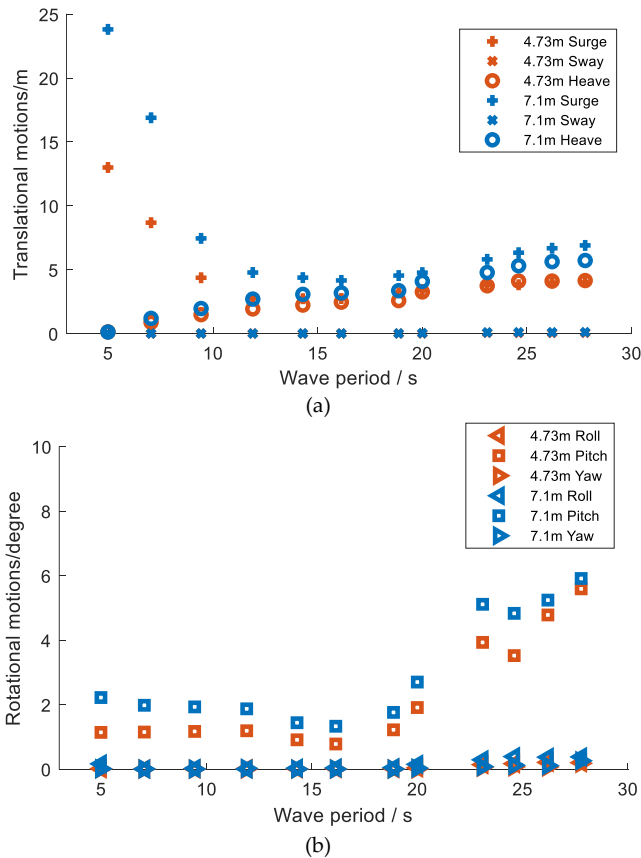 (a)
25
20
15
10
5
0
Translational motions/m
4.73m Surge
4.73m Sway
4.73m Heave
7.1m Surge
7.1m Sway
7.1m Heave
5 10 15 20 25 30
Wave period / s
(a)
10
8
6
4
2
0
Rotational motions/degree
4.73m Roll
4.73m Pitch
4.73m Yaw
7.1m Roll
7.1m Pitch
7.1m Yaw
5 10 15 20 25 30
Wave period / s
(b)